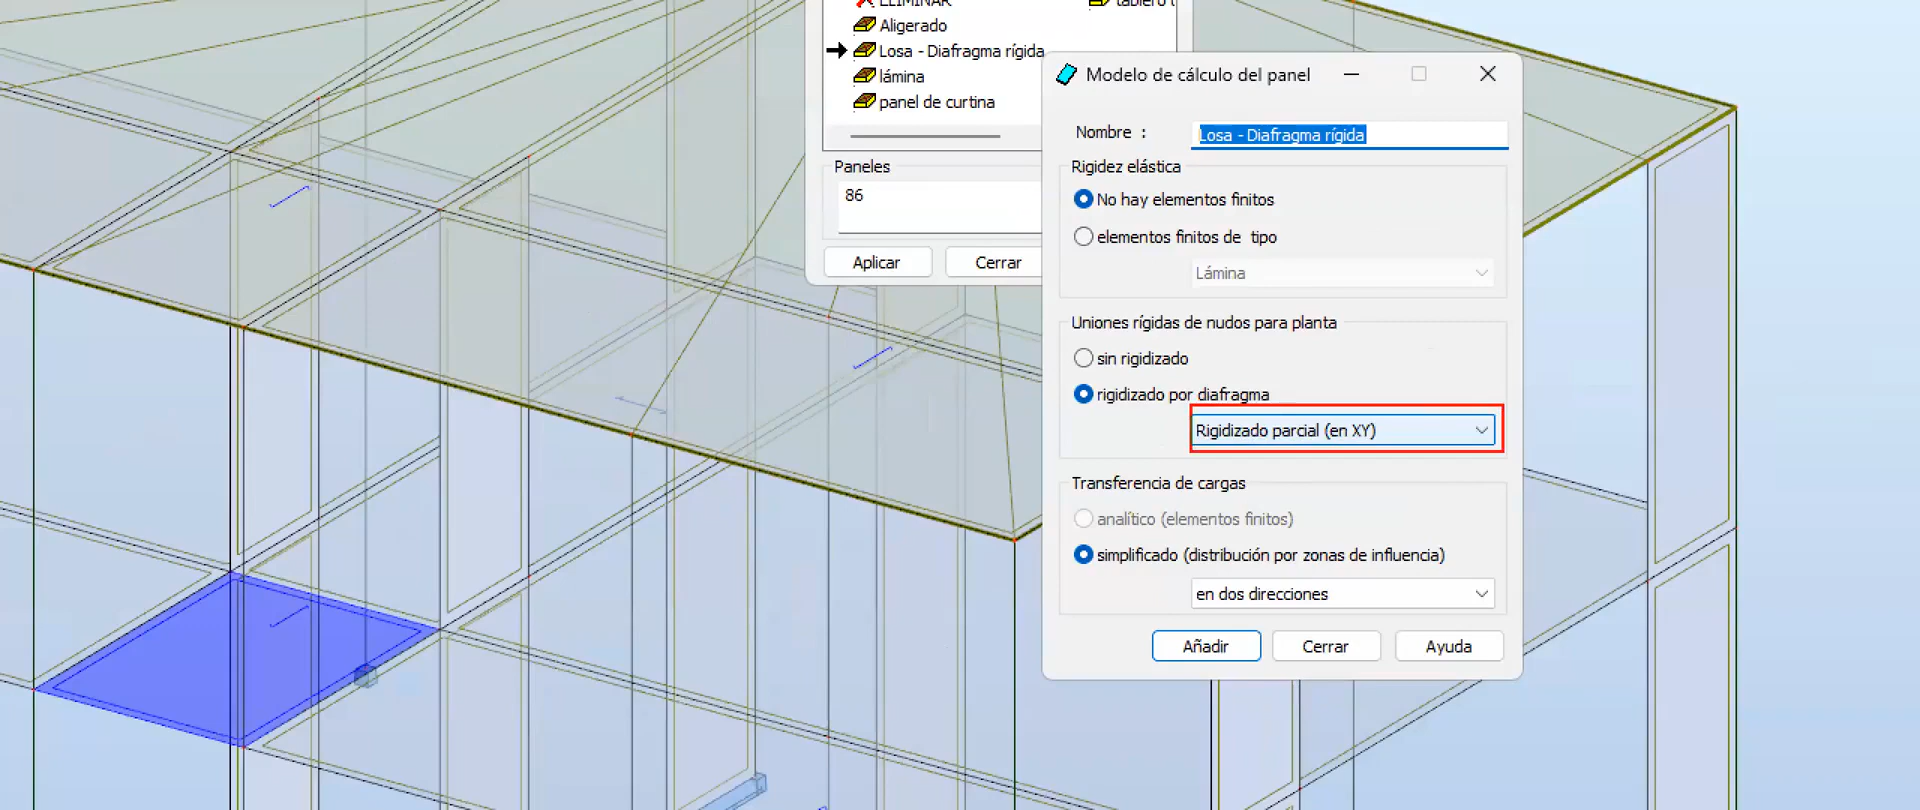 ELIMINAR
tablero
Aligerado
Losa - Diafragma rígida
lámina
panel de curtina
Paneles
86
Aplicar
Cerrar
Modelo de cálculo del panel
Nombre :
Losa - Diafragma rígida
Rigidez elástica
No hay elementos finitos
elementos finitos de tipo
Lámina
Uniones rígidas de nudos para planta
sin rigidizado
rigidizado por diafragma
Rigidizado parcial (en XY)
Transferencia de cargas
analítico (elementos finitos)
simplificado (distribución por zonas de influencia)
en dos direcciones
Añadir
Cerrar
Ayuda